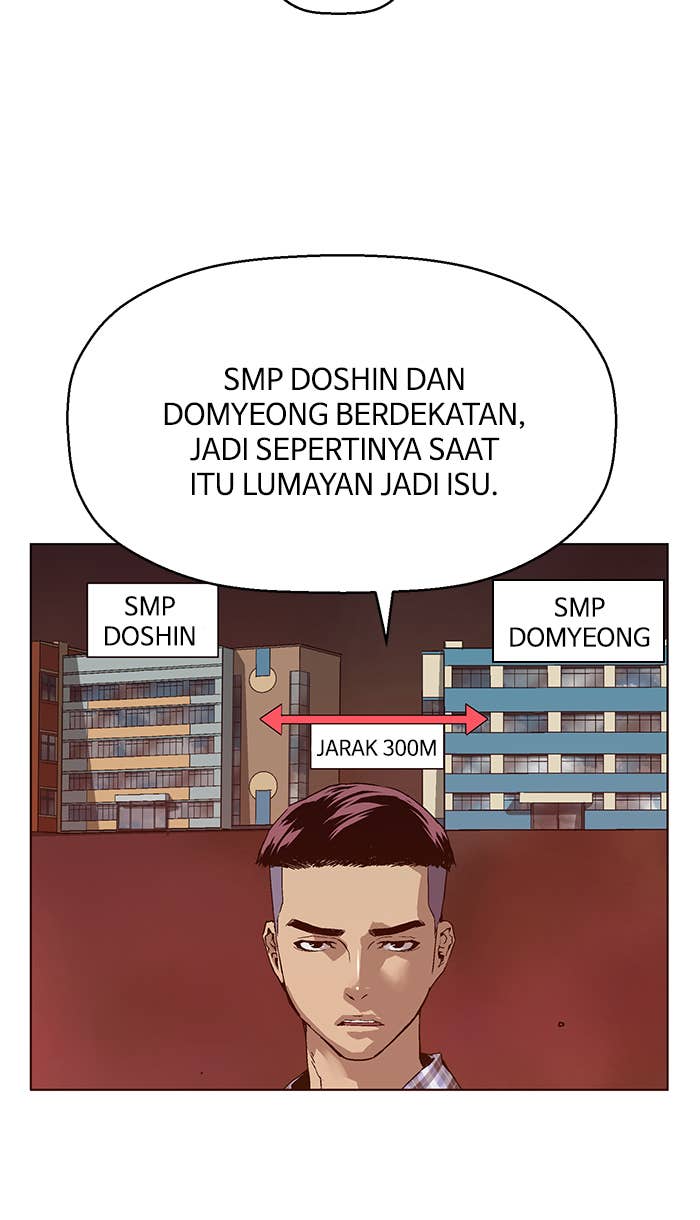 SMP DOSHIN DAN
DOMYEONG BERDEKATAN,
JADI SEPERTINYA SAAT
ITU LUMAYAN JADI ISU.
SMP
DOSHIN
SMP
DOMYEONG
JARAK 300M